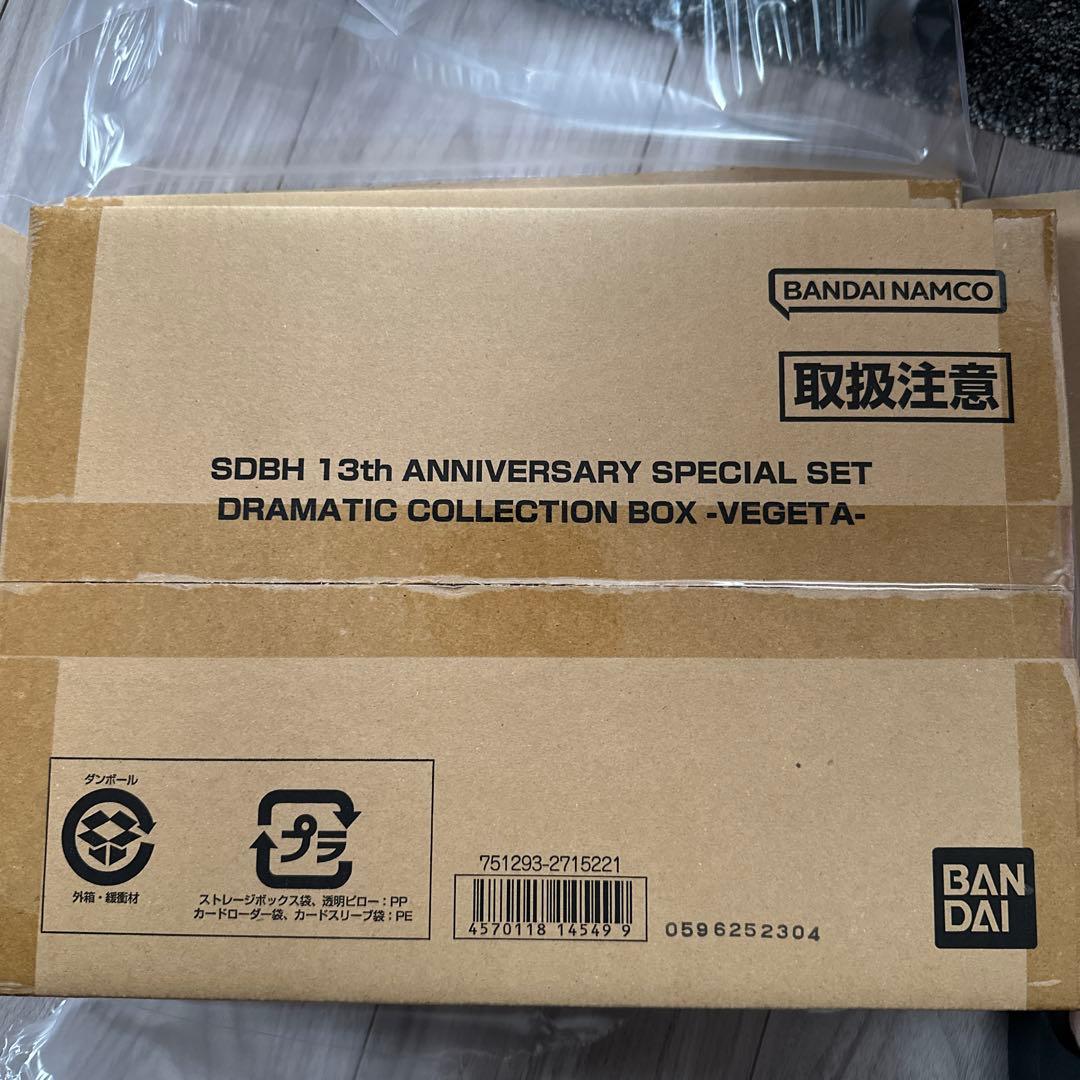 BANDAI NAMCO
取扱注意
SDBH 13th ANNIVERSARY SPECIAL SET
DRAMATIC COLLECTION BOX -VEGETA-
ダンボール
外箱・緩衝材
プラ
ストレージボックス袋、透明ピロー：PP
カードローダー袋、カードスリーブ袋：PE
751293-2715221
4570118 14549 9
0596252304
BAN
DAI